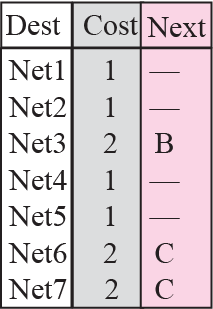 Dest Cost Next
Net1 1 —
Net2 1 —
Net3 2 B
Net4 1 —
Net5 1 —
Net6 2 C
Net7 2 C